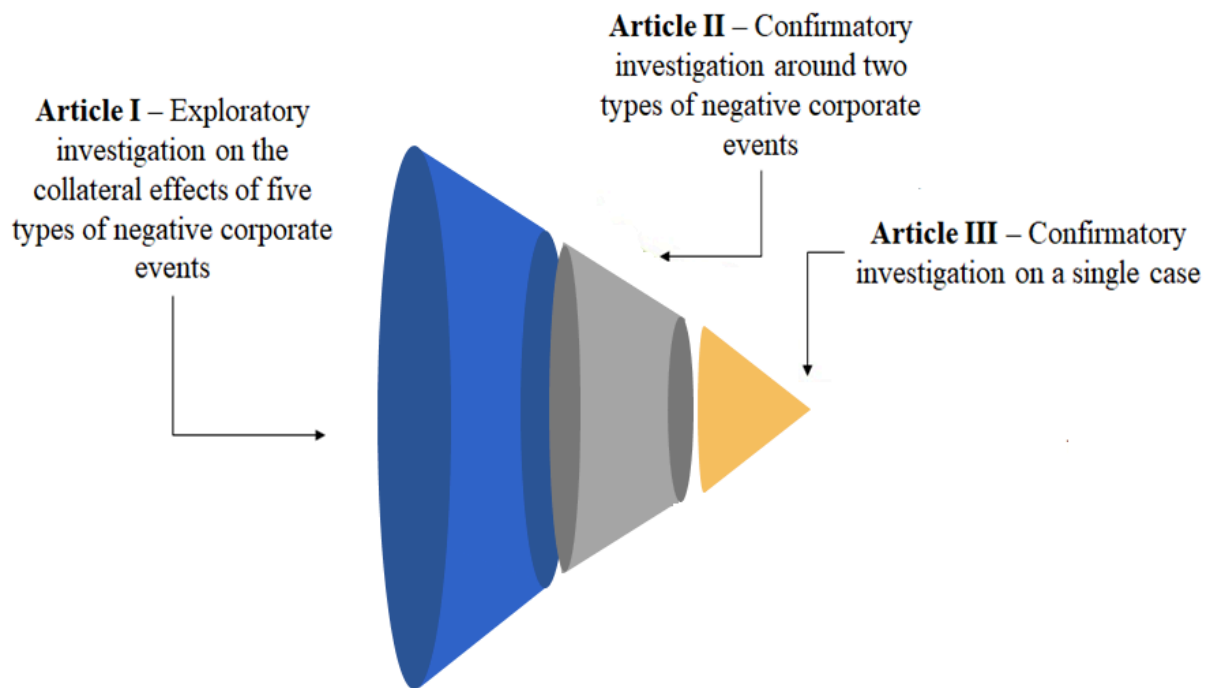 Article I – Exploratory
investigation on the
collateral effects of five
types of negative corporate
events
Article II – Confirmatory
investigation around two
types of negative corporate
events
Article III – Confirmatory
investigation on a single case